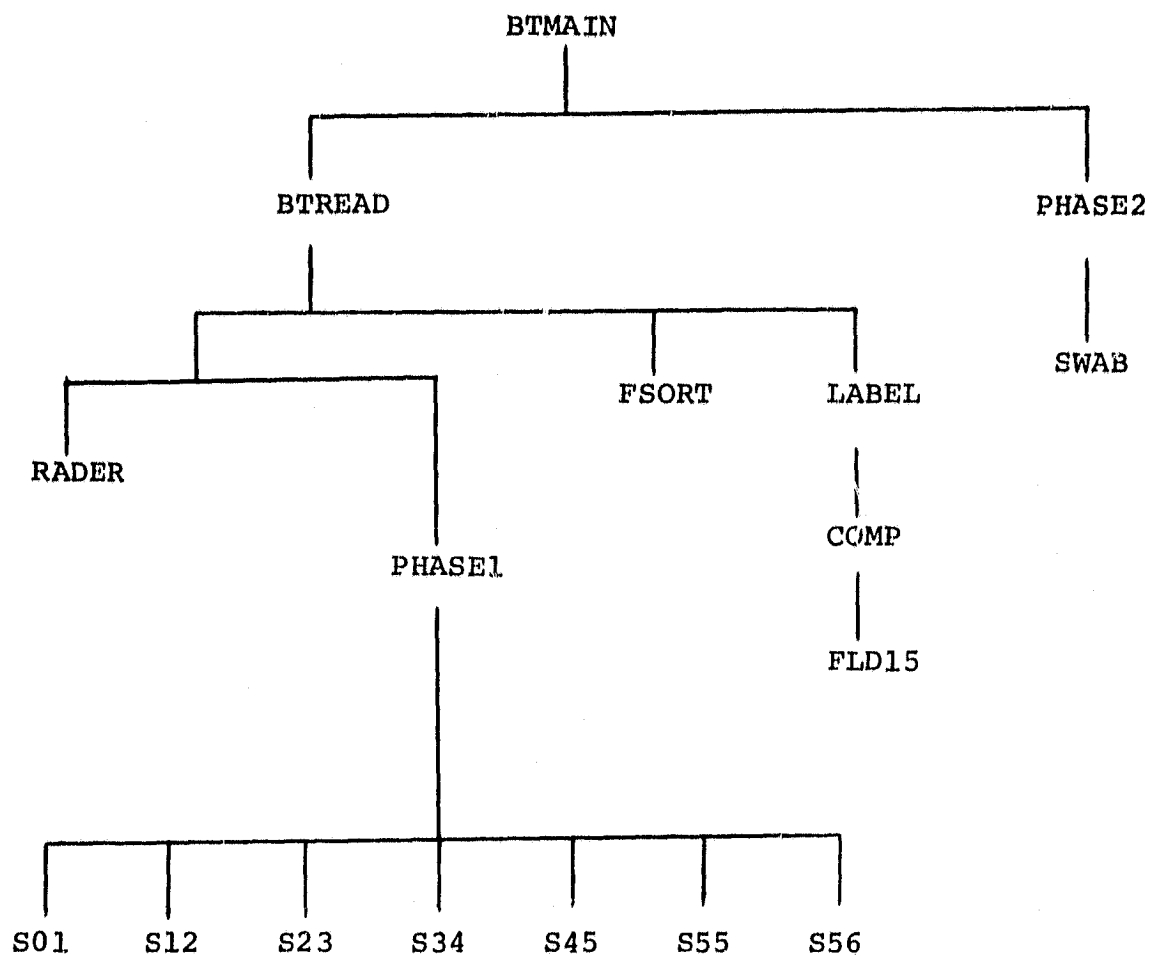 BTMAIN
BTREAD
PHASE2
SWAB
FSORT
LABEL
RADER
COMP
PHASE1
FLD15
S01
S12
S23
S34
S45
S55
S56